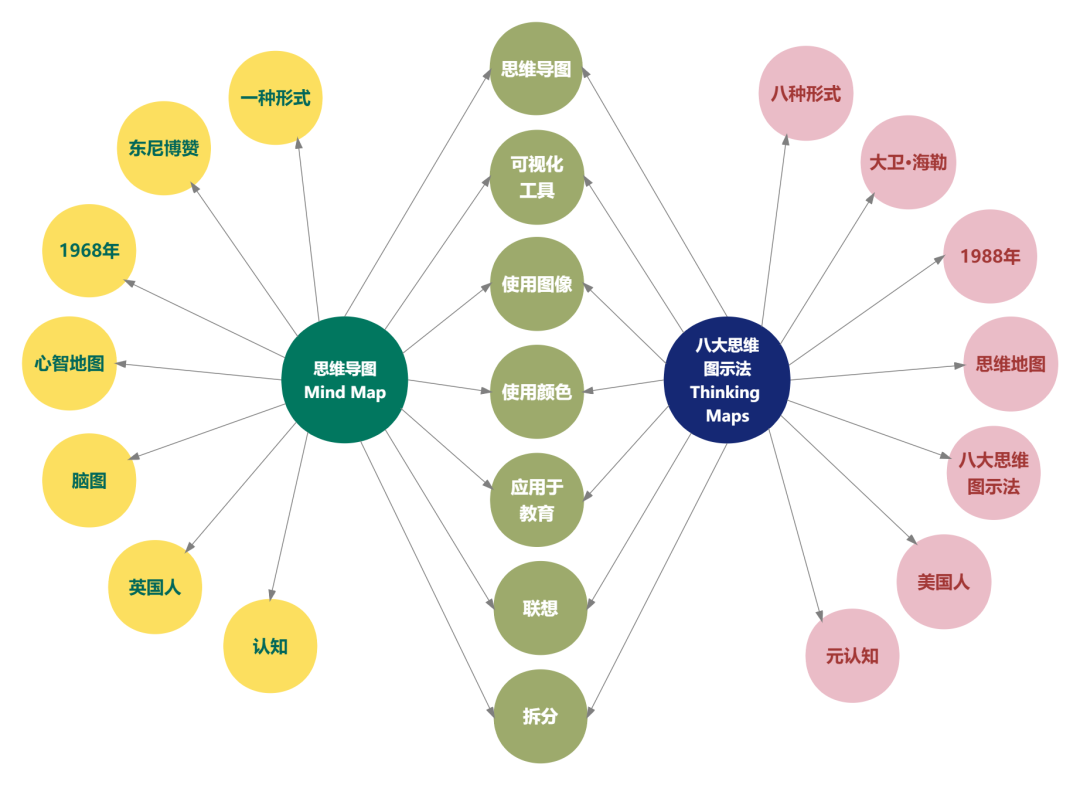 一种形式
东尼博赞
1968年
心智地图
脑图
英国人
认知
思维导图
Mind Map
思维导图
可视化
工具
使用图像
使用颜色
应用于
教育
联想
拆分
八大思维
图示法
Thinking
Maps
八种形式
大卫·海勒
1988年
思维地图
八大思维
图示法
美国人
元认知